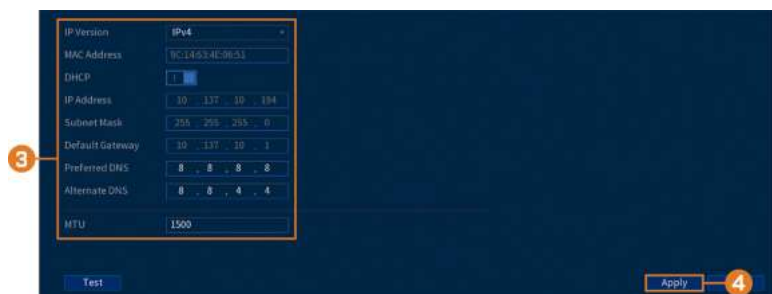 IP Version IPv4
MAC Address 9C:14:63:4E:06:51
DHCP
IP Address 10 . 137 . 10 . 194
Subnet Mask 255 . 255 . 255 . 0
Default Gateway 10 . 137 . 10 . 1
3
Preferred DNS 8 . 8 . 8 . 8
Alternate DNS 8 . 8 . 4 . 4
MTU 1500
Test Apply 4